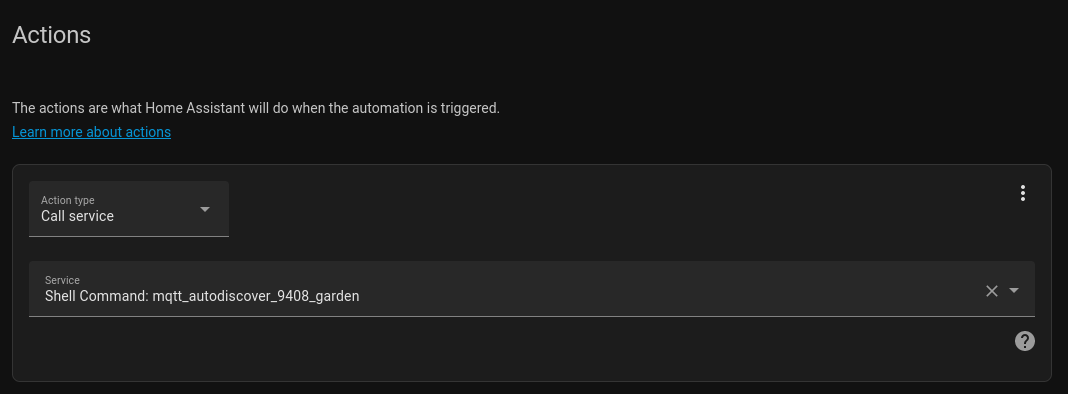 Actions
The actions are what Home Assistant will do when the automation is triggered.
Learn more about actions
Action type
Call service
Service
Shell Command: mqtt_autodiscover_9408_garden